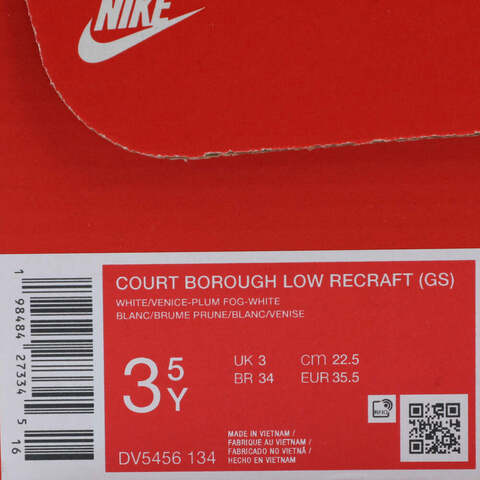 NIKE
COURT BOROUGH LOW RECRAFT (GS)
WHITE/VENICE-PLUM FOG-WHITE
BLANC/BRUME PRUNE/BLANC/VENISE
3 5 Y
UK 3 cm 22.5
BR 34 EUR 35.5
MADE IN VIETNAM /
FABRIQUÉ AU VIETNAM /
FABRICADO NO VIETNÃ /
HECHO EN VIETNAM
DV5456 134
RFID
1 98484 27334 5 16